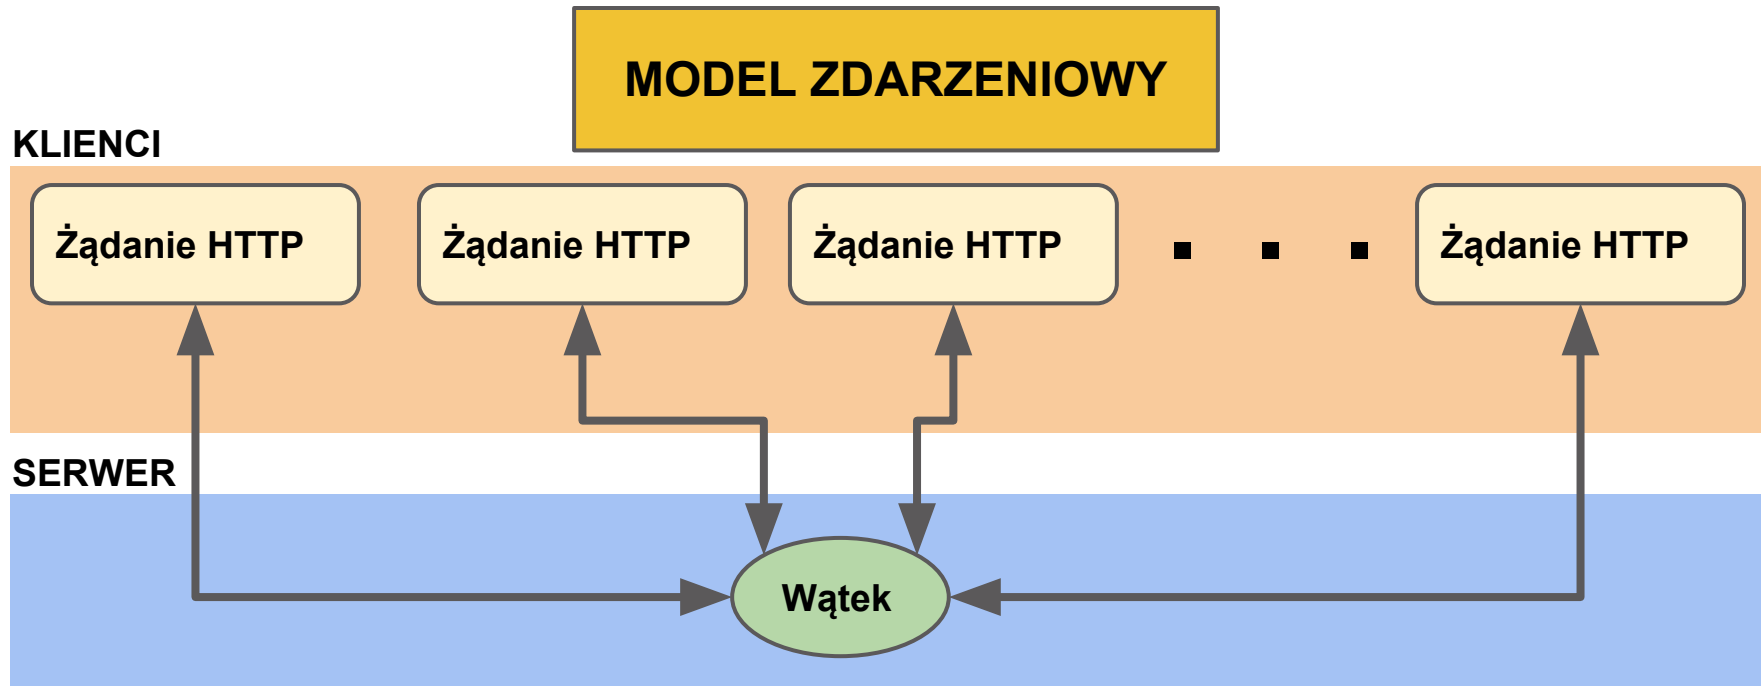 MODEL ZDARZENIOWY
KLIENCI
Żądanie HTTP
Żądanie HTTP
Żądanie HTTP
. . .
Żądanie HTTP
SERWER
Wątek